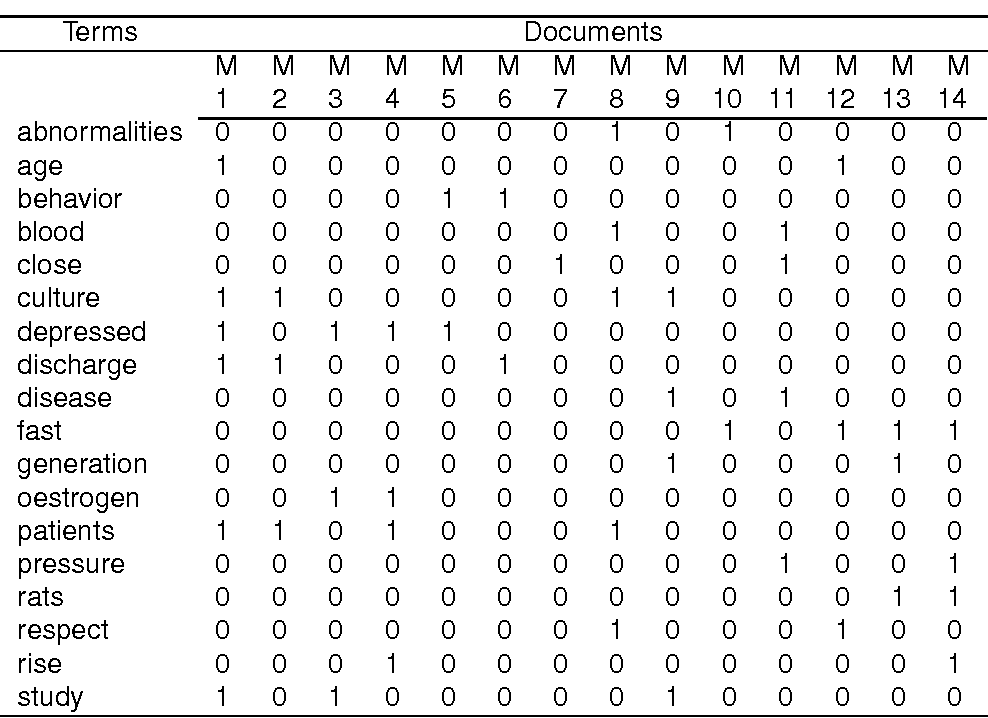 Terms Documents
M M M M M M M M M M M M M M
1 2 3 4 5 6 7 8 9 10 11 12 13 14
abnormalities 0 0 0 0 0 0 0 1 0 1 0 0 0 0
age 1 0 0 0 0 0 0 0 0 0 0 1 0 0
behavior 0 0 0 0 1 1 0 0 0 0 0 0 0 0
blood 0 0 0 0 0 0 0 1 0 0 1 0 0 0
close 0 0 0 0 0 0 1 0 0 0 1 0 0 0
culture 1 1 0 0 0 0 0 1 1 0 0 0 0 0
depressed 1 0 1 1 1 0 0 0 0 0 0 0 0 0
discharge 1 1 0 0 0 1 0 0 0 0 0 0 0 0
disease 0 0 0 0 0 0 0 0 1 0 1 0 0 0
fast 0 0 0 0 0 0 0 0 0 1 0 1 1 1
generation 0 0 0 0 0 0 0 0 1 0 0 0 1 0
oestrogen 0 0 1 1 0 0 0 0 0 0 0 0 0 0
patients 1 1 0 1 0 0 0 1 0 0 0 0 0 0
pressure 0 0 0 0 0 0 0 0 0 0 1 0 0 1
rats 0 0 0 0 0 0 0 0 0 0 0 0 1 1
respect 0 0 0 0 0 0 0 1 0 0 0 1 0 0
rise 0 0 0 1 0 0 0 0 0 0 0 0 0 1
study 1 0 1 0 0 0 0 0 1 0 0 0 0 0